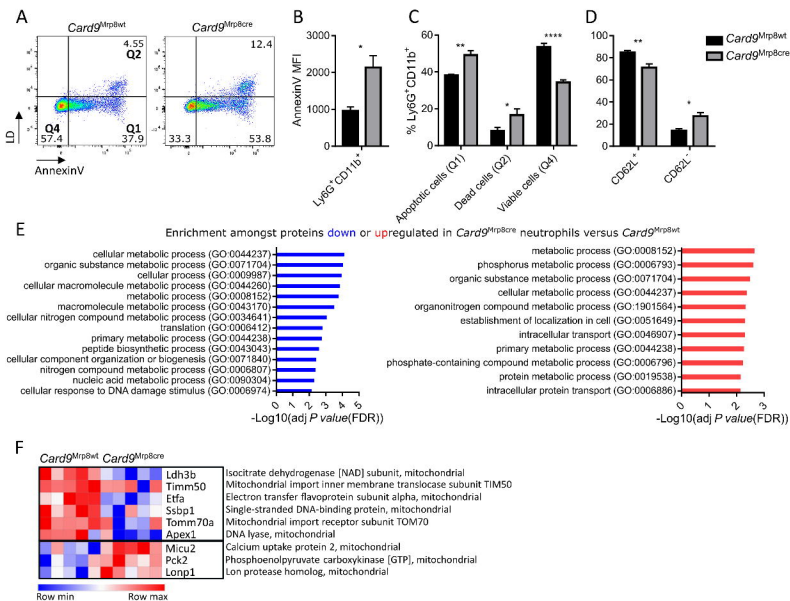 A
Card9Mrp8wt
Card9Mrp8cre
4.55
Q2
12.4
Q4
57.4
Q1
37.9
33.3
53.8
LD
AnnexinV
B
AnnexinV MFI
3000
2000
1000
0
*
Ly6G+CD11b+
C
% Ly6G+CD11b+
60
40
20
0
**
*
****
Apoptotic cells (Q1)
Dead cells (Q2)
Viable cells (Q4)
D
100
80
60
40
20
0
**
*
CD62L+
CD62L-
Card9Mrp8wt
Card9Mrp8cre
E
Enrichment amongst proteins down or upregulated in Card9Mrp8cre neutrophils versus Card9Mrp8wt
cellular metabolic process (GO:0044237)
organic substance metabolic process (GO:0071704)
cellular process (GO:0009987)
cellular macromolecule metabolic process (GO:0044260)
metabolic process (GO:0008152)
macromolecule metabolic process (GO:0043170)
cellular nitrogen compound metabolic process (GO:0034641)
translation (GO:0006412)
primary metabolic process (GO:0044238)
peptide biosynthetic process (GO:0043043)
cellular component organization or biogenesis (GO:0071840)
nitrogen compound metabolic process (GO:0006807)
nucleic acid metabolic process (GO:0090304)
cellular response to DNA damage stimulus (GO:0006974)
0 1 2 3 4 5
-Log10(adj P value(FDR))
metabolic process (GO:0008152)
phosphorus metabolic process (GO:0006793)
organic substance metabolic process (GO:0071704)
cellular metabolic process (GO:0044237)
organonitrogen compound metabolic process (GO:1901564)
establishment of localization in cell (GO:0051649)
intracellular transport (GO:0046907)
primary metabolic process (GO:0044238)
phosphate-containing compound metabolic process (GO:0006796)
protein metabolic process (GO:0019538)
intracellular protein transport (GO:0006886)
0 1 2 3
-Log10(adj P value(FDR))
F
Card9Mrp8wt Card9Mrp8cre
Ldh3b Isocitrate dehydrogenase [NAD] subunit, mitochondrial
Timm50 Mitochondrial import inner membrane translocase subunit TIM50
Etfa Electron transfer flavoprotein subunit alpha, mitochondrial
Ssbp1 Single-stranded DNA-binding protein, mitochondrial
Tomm70a Mitochondrial import receptor subunit TOM70
Apex1 DNA lyase, mitochondrial
Micu2 Calcium uptake protein 2, mitochondrial
Pck2 Phosphoenolpyruvate carboxykinase [GTP], mitochondrial
Lonp1 Lon protease homolog, mitochondrial
Row min Row max